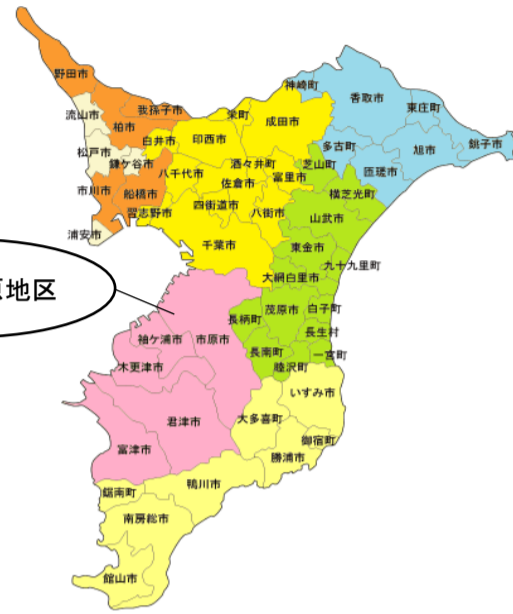 野田市
流山市
我孫子市
柏市
松戸市
鎌ケ谷市
白井市
印西市
栄町
成田市
神崎町
香取市
東庄町
多古町
旭市
銚子市
匝瑳市
芝山町
横芝光町
酒々井町
富里市
八千代市
佐倉市
市川市
船橋市
習志野市
四街道市
八街市
山武市
浦安市
千葉市
東金市
九十九里町
大網白里市
原地区
長柄町
茂原市
白子町
長生村
一宮町
長南町
睦沢町
袖ケ浦市
市原市
木更津市
いすみ市
君津市
大多喜町
御宿町
富津市
勝浦市
鋸南町
鴨川市
南房総市
館山市